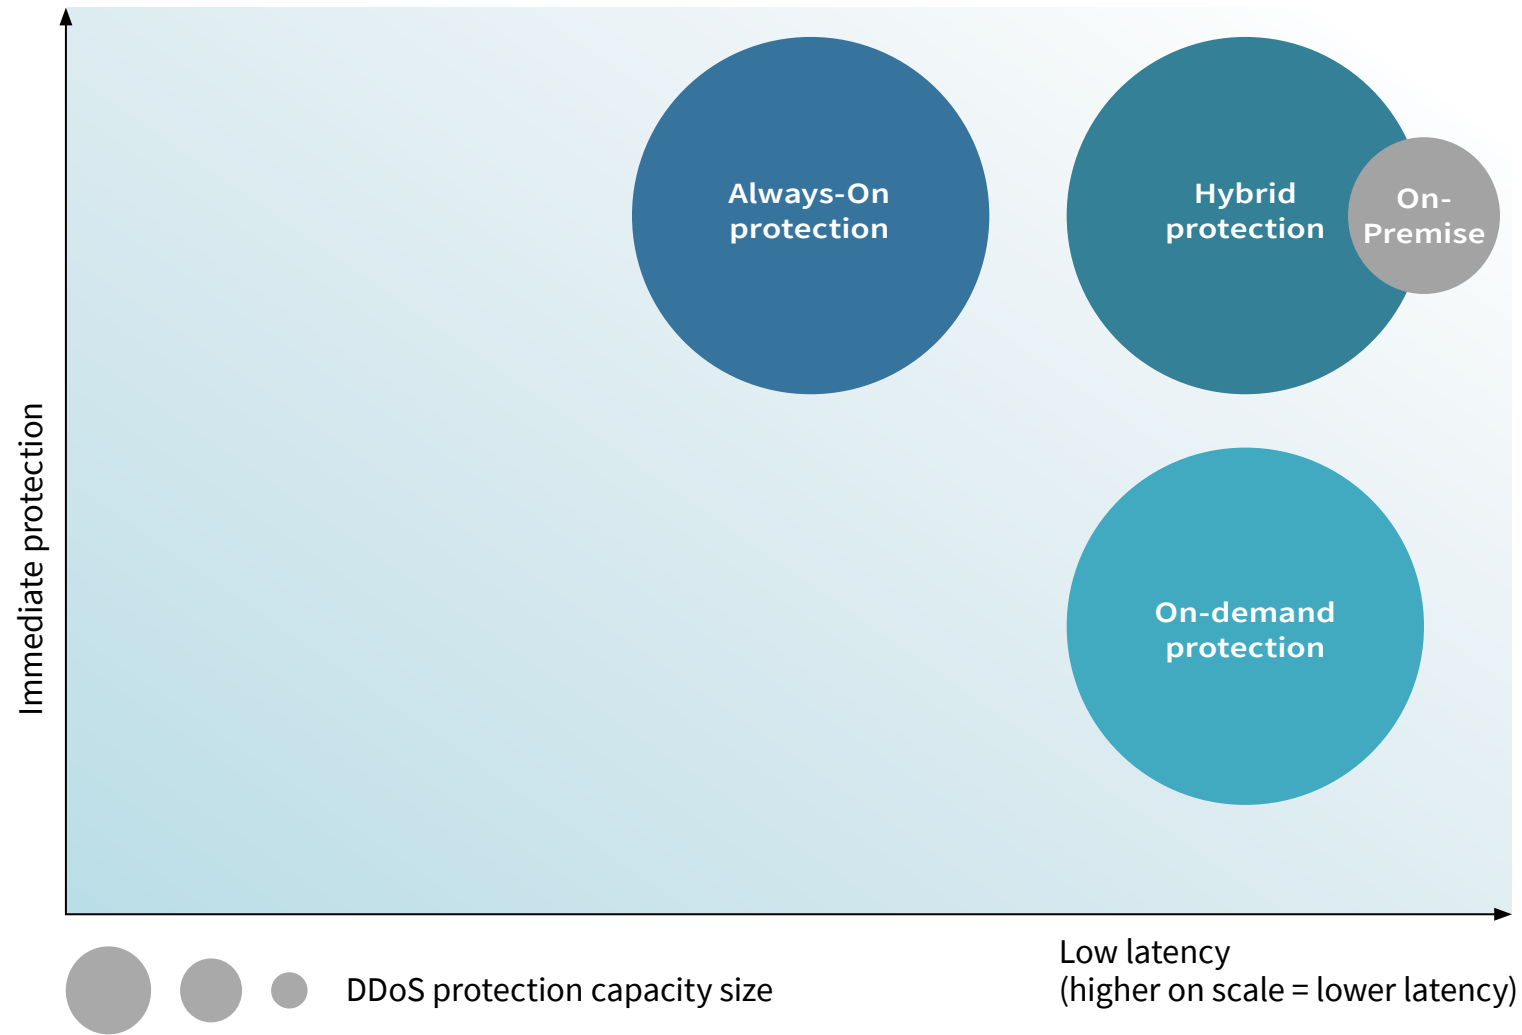 Always-On
protection
Hybrid
protection
On-
Premise
Immediate protection
On-demand
protection
Low latency
(higher on scale = lower latency)
DDoS protection capacity size